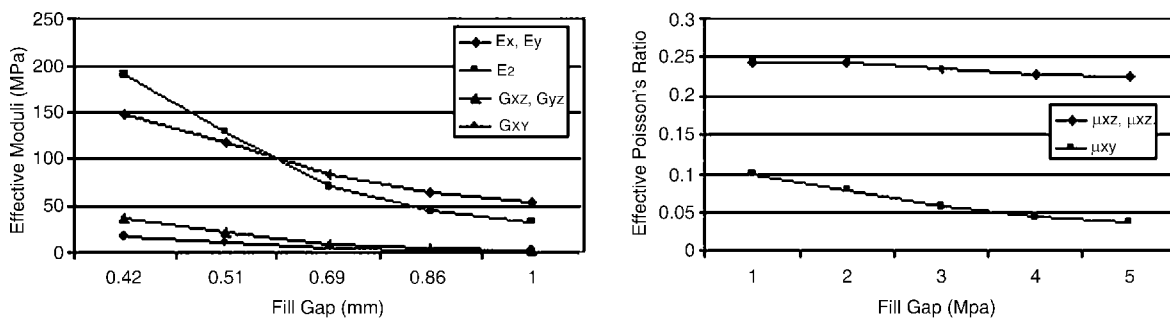 250
200
150
100
50
0
Effective Moduli (MPa)
0.42 0.51 0.69 0.86 1
Fill Gap (mm)
Ex, Ey
E2
Gxz, Gyz
Gxy
0.3
0.25
0.2
0.15
0.1
0.05
0
Effective Poisson's Ratio
1 2 3 4 5
Fill Gap (Mpa)
μxz, μxz.
μxy